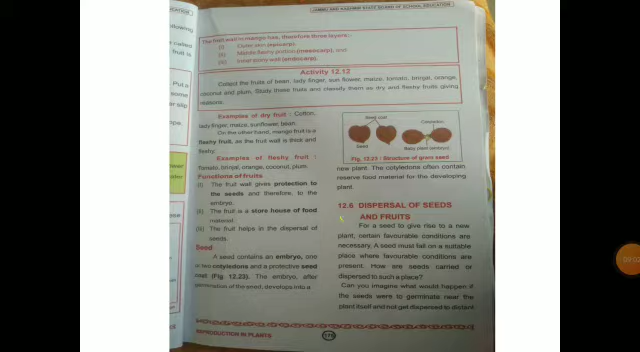 JAMMU AND KASHMIR STATE BOARD OF SCHOOL EDUCATION
The fruit wall in mango has, therefore three layers:-
(i) Outer skin (epicarp),
(ii) Middle fleshy portion (mesocarp), and
(iii) Inner stony wall (endocarp).
Activity 12.12
Collect the fruits of bean, lady finger, sun flower, maize, tomato, brinjal, orange,
coconut and plum. Study these fruits and classify them as dry and fleshy fruits giving
reasons.
Examples of dry fruit : Cotton,
lady finger, maize, sunflower, bean.
On the other hand, mango fruit is a
fleshy fruit, as the fruit wall is thick and
fleshy.
Examples of fleshy fruit :
Tomato, brinjal, orange, coconut, plum.
Functions of fruits
(i) The fruit wall gives protection to
the seeds and therefore, to the
embryo.
(ii) The fruit is a store house of food
material.
(iii) The fruit helps in the dispersal of
seeds.
Seed
A seed contains an embryo, one
or two cotyledons and a protective seed
coat (Fig 12.23). The embryo, after
germination of the seed, develops into a
Seed coat
Cotyledon
Seed
Baby plant (embryo)
Fig. 12.23 : Structure of gram seed
new plant. The cotyledons often contain
reserve food material for the developing
plant.
12.6 DISPERSAL OF SEEDS
AND FRUITS
For a seed to give rise to a new
plant, certain favourable conditions are
necessary. A seed must fall on a suitable
place where favourable conditions are
present. How are seeds carried or
dispersed to such a place?
Can you imagine what would happen if
the seeds were to germinate near the
plant itself and not get dispersed to distant
REPRODUCTION IN PLANTS